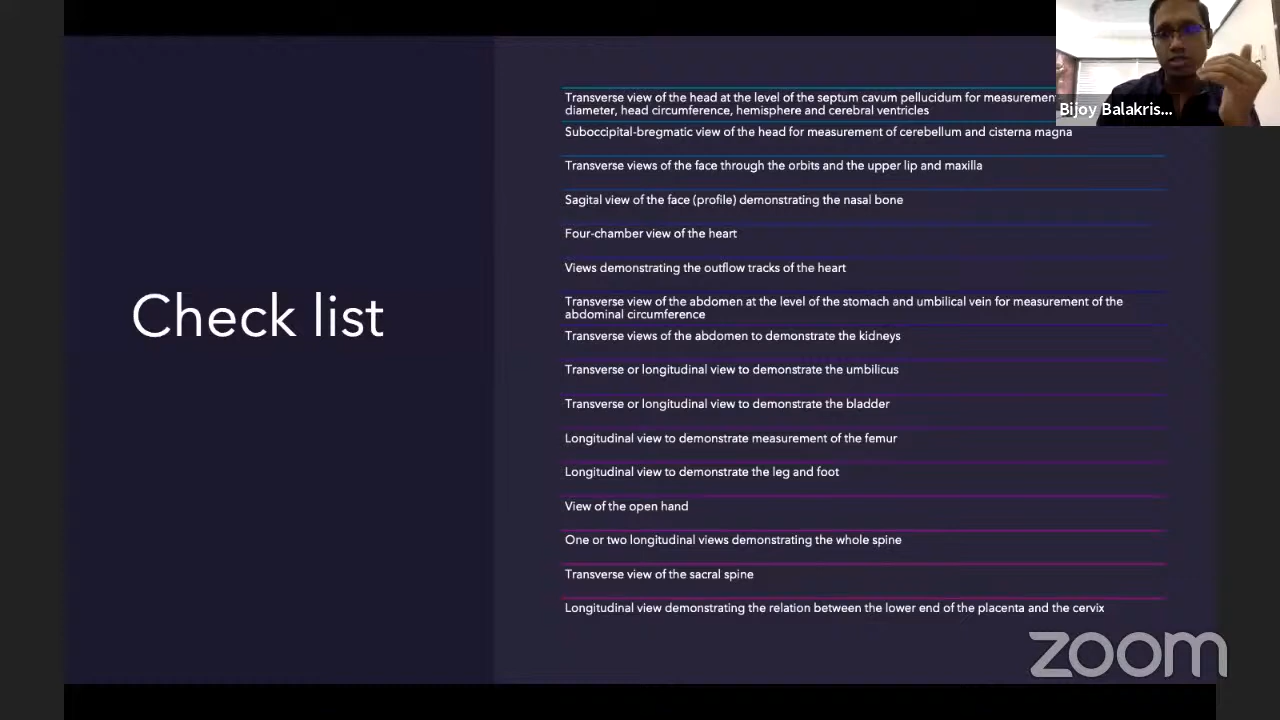 Check list
Transverse view of the head at the level of the septum cavum pellucidum for measurement
diameter, head circumference, hemisphere and cerebral ventricles
Suboccipital-bregmatic view of the head for measurement of cerebellum and cisterna magna
Transverse views of the face through the orbits and the upper lip and maxilla
Sagital view of the face (profile) demonstrating the nasal bone
Four-chamber view of the heart
Views demonstrating the outflow tracks of the heart
Transverse view of the abdomen at the level of the stomach and umbilical vein for measurement of the
abdominal circumference
Transverse views of the abdomen to demonstrate the kidneys
Transverse or longitudinal view to demonstrate the umbilicus
Transverse or longitudinal view to demonstrate the bladder
Longitudinal view to demonstrate measurement of the femur
Longitudinal view to demonstrate the leg and foot
View of the open hand
One or two longitudinal views demonstrating the whole spine
Transverse view of the sacral spine
Longitudinal view demonstrating the relation between the lower end of the placenta and the cervix
Bijoy Balakris...
zoom